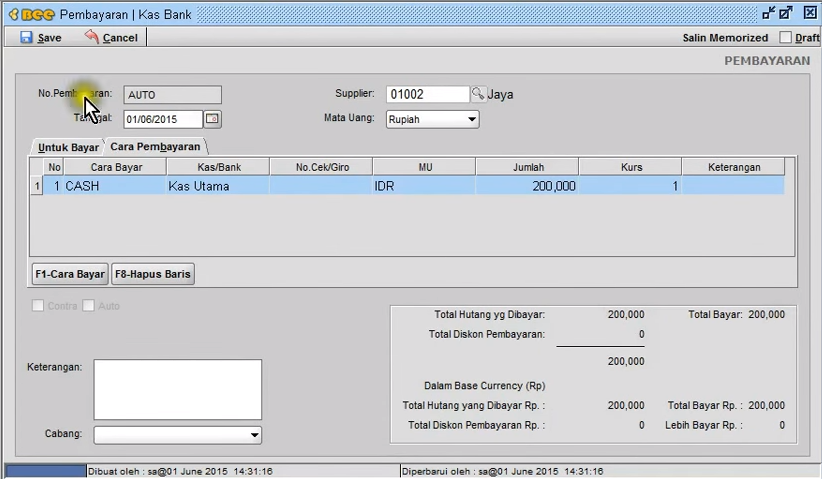 Bee Pembayaran | Kas Bank
Save Cancel Salin Memorized Draft
PEMBAYARAN
No.Pembayaran: AUTO Supplier: 01002 Jaya
Tanggal: 01/06/2015 Mata Uang: Rupiah
Untuk Bayar Cara Pembayaran
No Cara Bayar Kas/Bank No.Cek/Giro MU Jumlah Kurs Keterangan
1 1 CASH Kas Utama IDR 200,000 1
F1-Cara Bayar F8-Hapus Baris
Contra Auto
Total Hutang yg Dibayar: 200,000 Total Bayar: 200,000
Total Diskon Pembayaran: 0
200,000
Keterangan:
Dalam Base Currency (Rp)
Total Hutang yang Dibayar Rp. : 200,000 Total Bayar Rp. : 200,000
Total Diskon Pembayaran Rp. : 0 Lebih Bayar Rp. : 0
Cabang:
Dibuat oleh : sa@01 June 2015 14:31:16 Diperbarui oleh : sa@01 June 2015 14:31:16